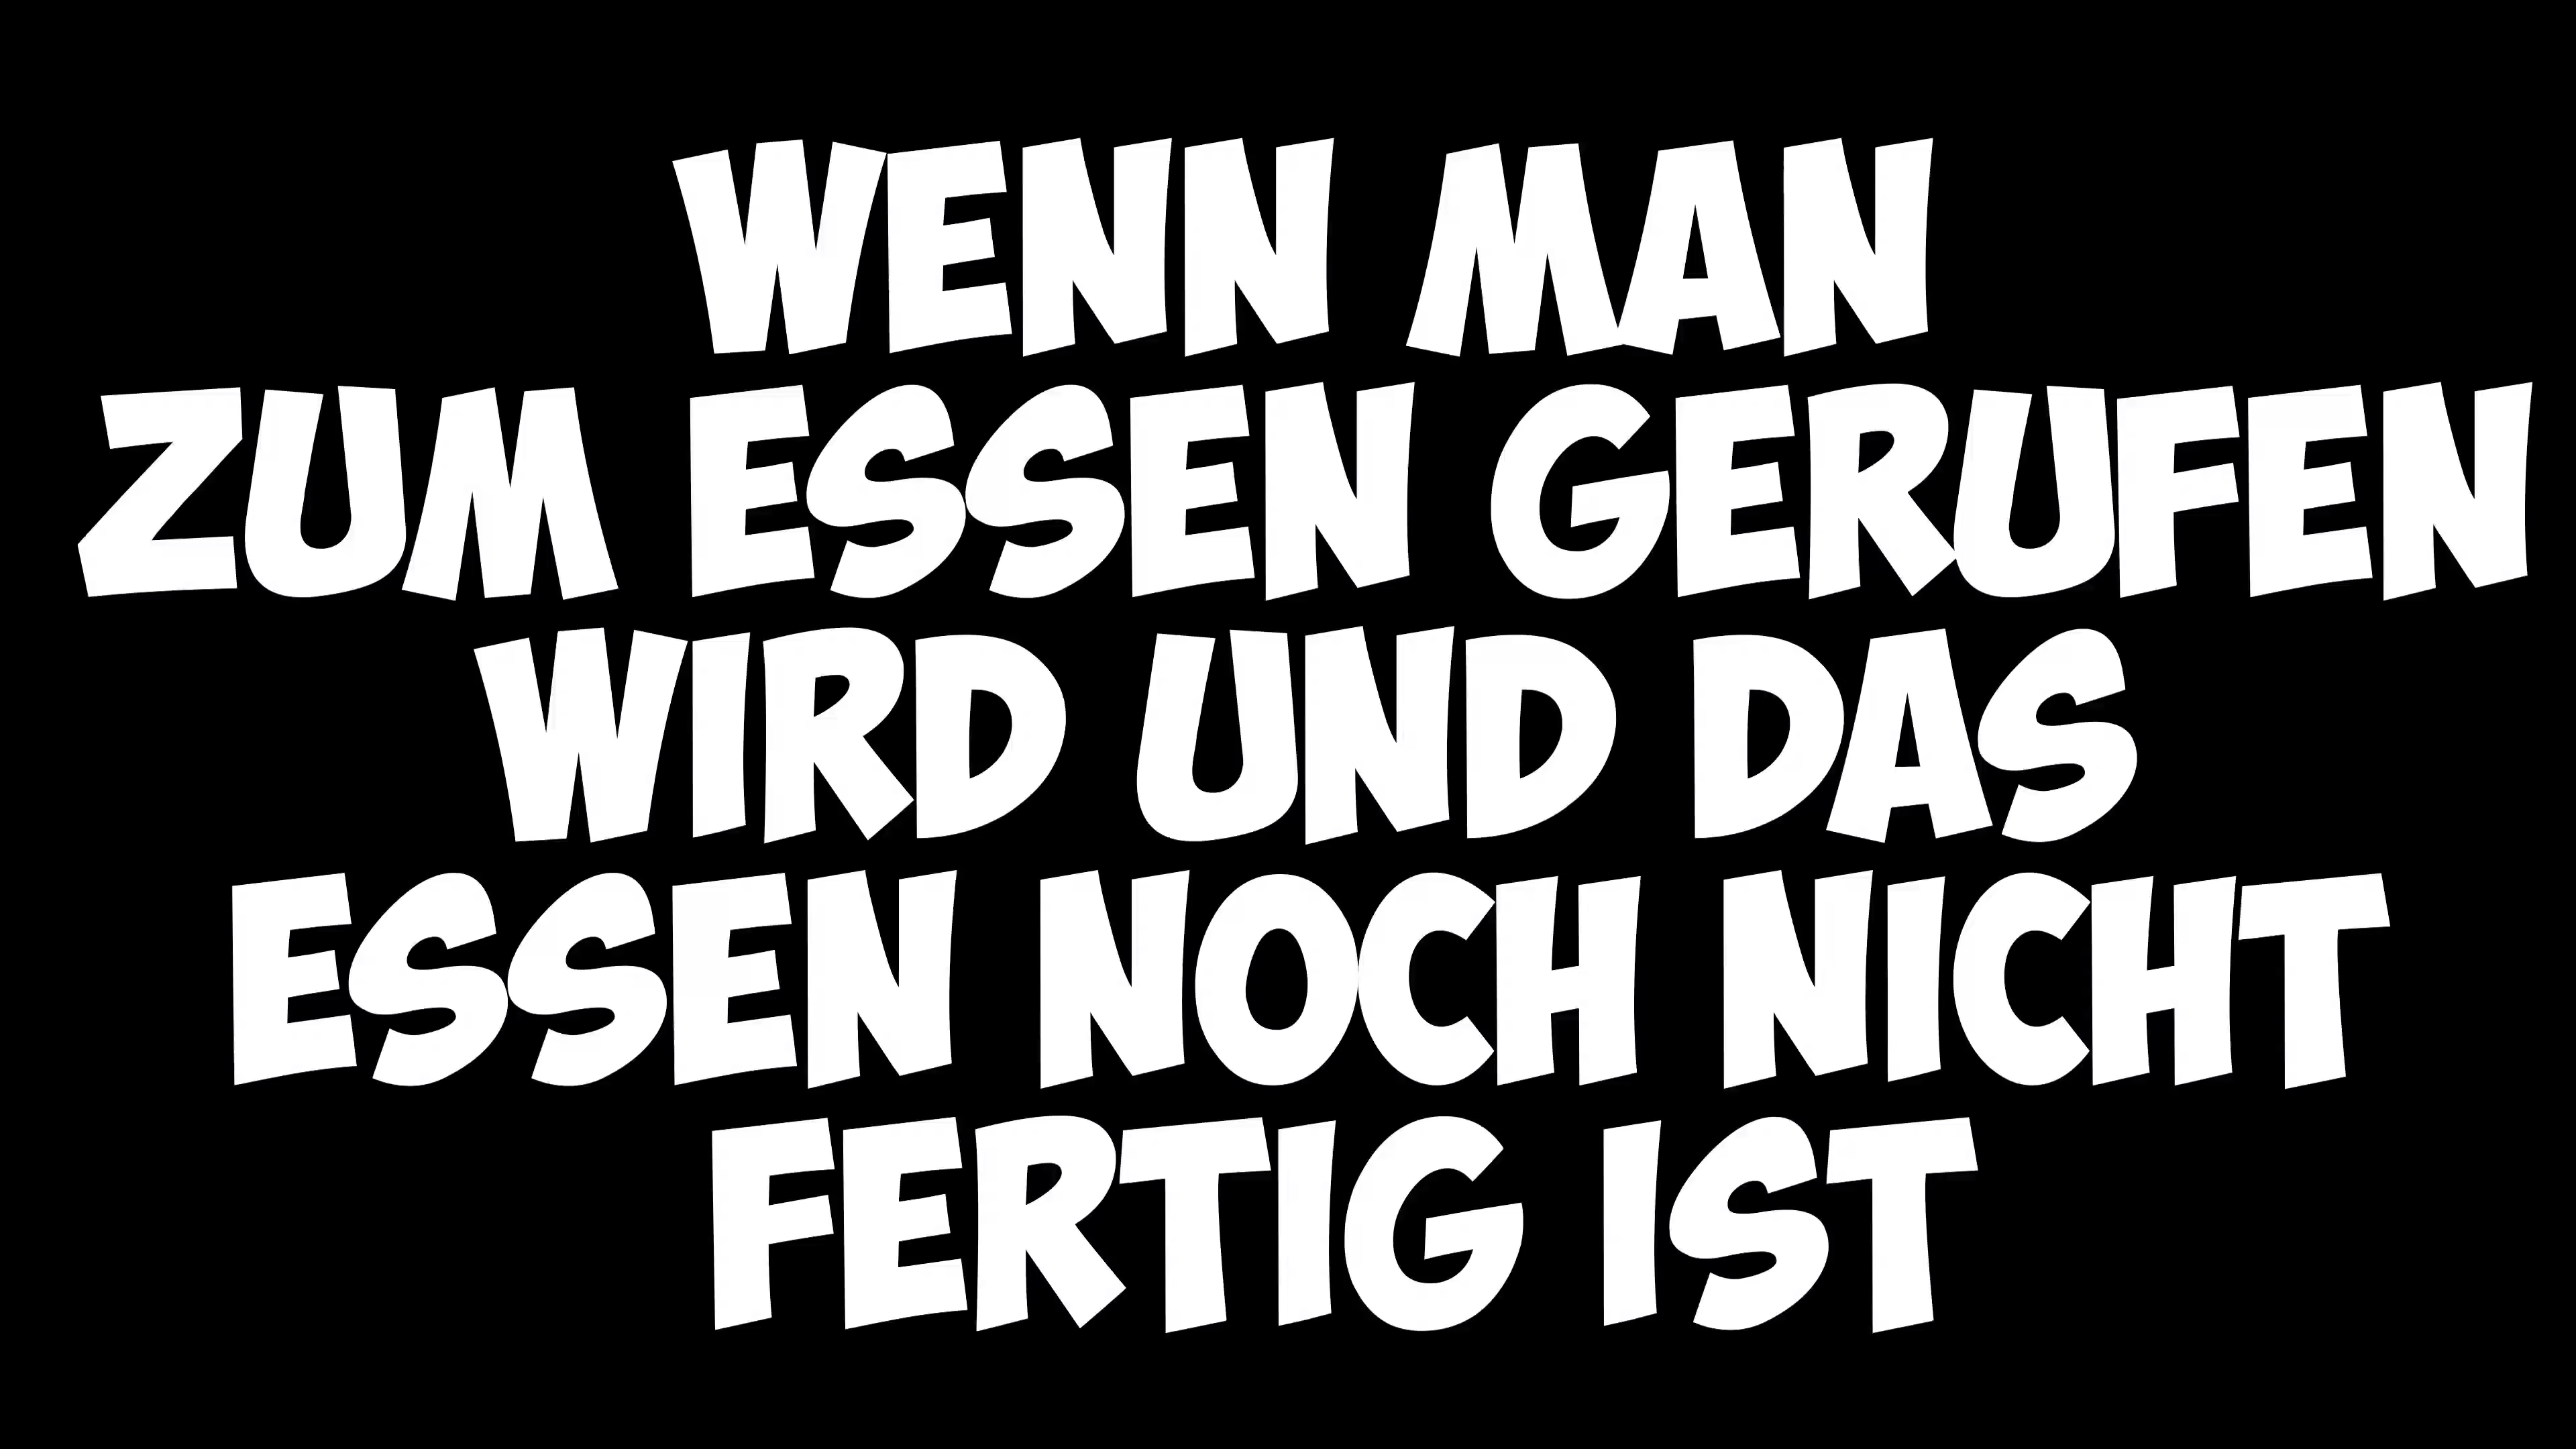 WENN MAN
ZUM ESSEN GERUFEN
WIRD UND DAS
ESSEN NOCH NICHT
FERTIG IST